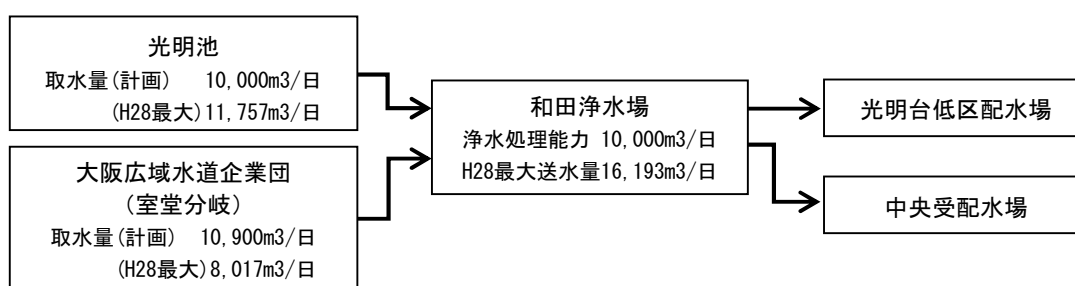 光明池
取水量(計画) 10,000m3/日
(H28最大)11,757m3/日
大阪広域水道企業団
(室堂分岐)
取水量(計画) 10,900m3/日
(H28最大)8,017m3/日
和田浄水場
浄水処理能力 10,000m3/日
H28最大送水量16,193m3/日
光明台低区配水場
中央受配水場